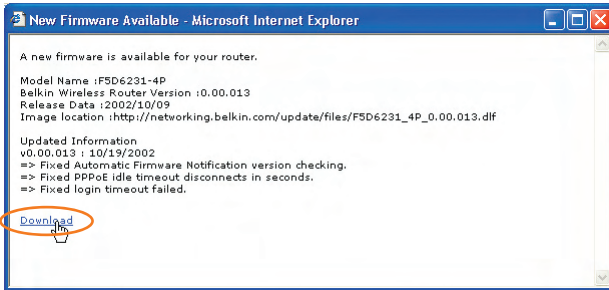 New Firmware Available - Microsoft Internet Explorer
A new firmware is available for your router.
Model Name :F5D6231-4P
Belkin Wireless Router Version :0.00.013
Release Data :2002/10/09
Image location :http://networking.belkin.com/update/files/F5D6231_4P_0.00.013.dlf
Updated Information
v0.00.013 : 10/19/2002
=> Fixed Automatic Firmware Notification version checking.
=> Fixed PPPoE idle timeout disconnects in seconds.
=> Fixed login timeout failed.
Download